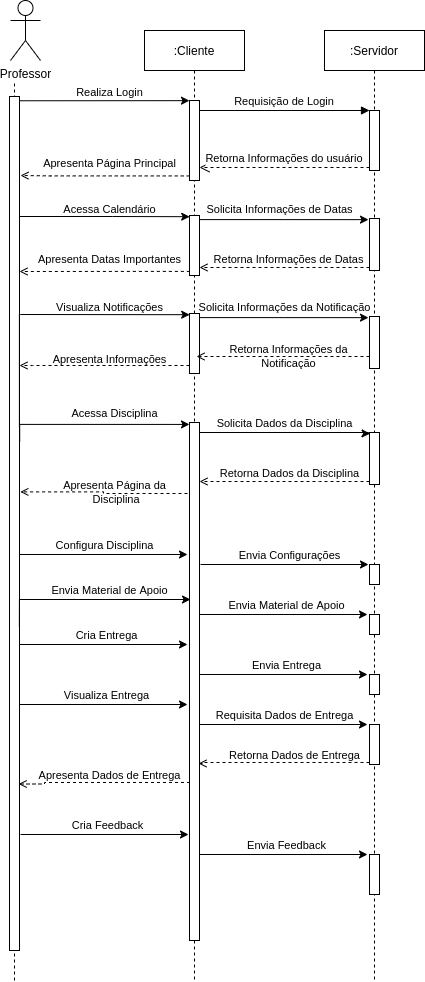 :Cliente
:Servidor
Professor
Realiza Login
Requisição de Login
Retorna Informações do usuário
Apresenta Página Principal
Acessa Calendário
Solicita Informações de Datas
Retorna Informações de Datas
Apresenta Datas Importantes
Visualiza Notificações
Solicita Informações da Notificação
Retorna Informações da
Notificação
Apresenta Informações
Acessa Disciplina
Solicita Dados da Disciplina
Retorna Dados da Disciplina
Apresenta Página da
Disciplina
Configura Disciplina
Envia Configurações
Envia Material de Apoio
Envia Material de Apoio
Cria Entrega
Envia Entrega
Visualiza Entrega
Requisita Dados de Entrega
Retorna Dados de Entrega
Apresenta Dados de Entrega
Cria Feedback
Envia Feedback